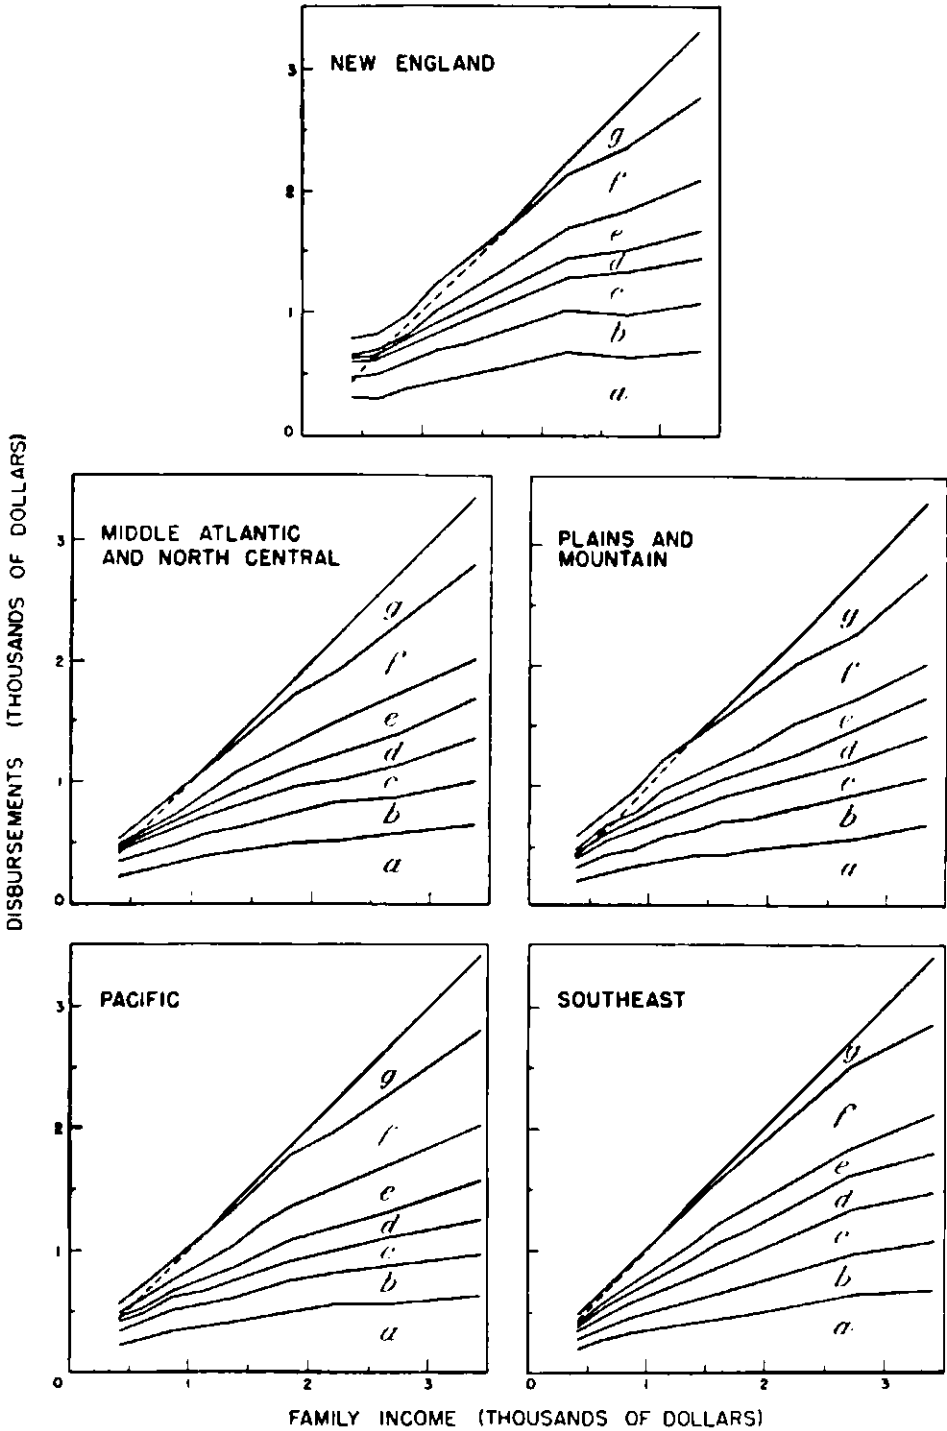 NEW ENGLAND
3
2
1
0
g
f
e
d
c
b
a
DISBURSEMENTS (THOUSANDS OF DOLLARS)
MIDDLE ATLANTIC
AND NORTH CENTRAL
3
2
1
0
g
f
e
d
c
b
a
PLAINS AND
MOUNTAIN
g
f
e
d
c
b
a
PACIFIC
3
2
1
0
g
f
e
d
c
b
a
0 1 2 3
SOUTHEAST
g
f
e
d
c
b
a
0 1 2 3
FAMILY INCOME (THOUSANDS OF DOLLARS)